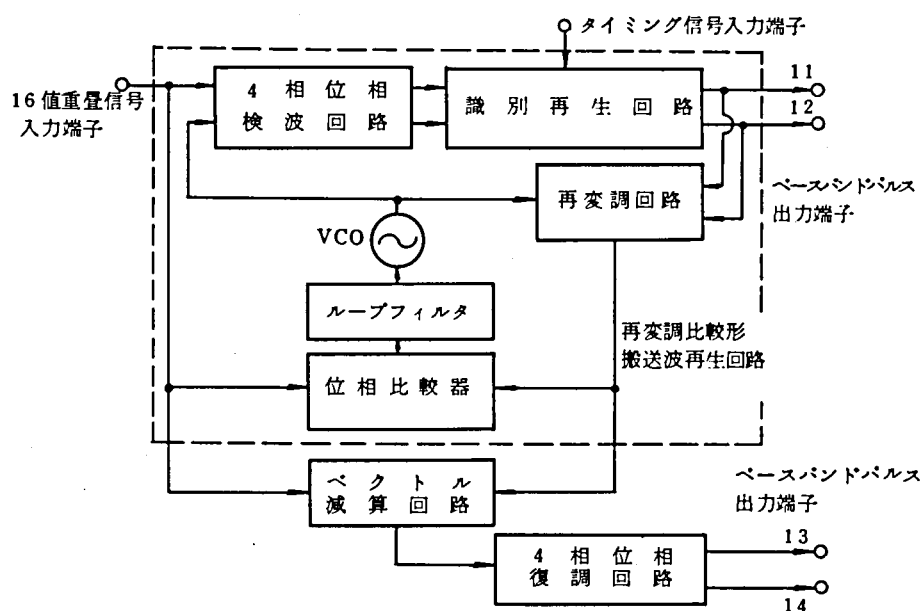 タイミング信号入力端子
16値重畳信号
入力端子
4相位相
検波回路
識別再生回路
11
12
ベースバンドパルス
出力端子
再変調回路
VCO
ループフィルタ
位相比較器
再変調比較形
搬送波再生回路
ベクトル
減算回路
ベースバンドパルス
出力端子
4相位相
復調回路
13
14